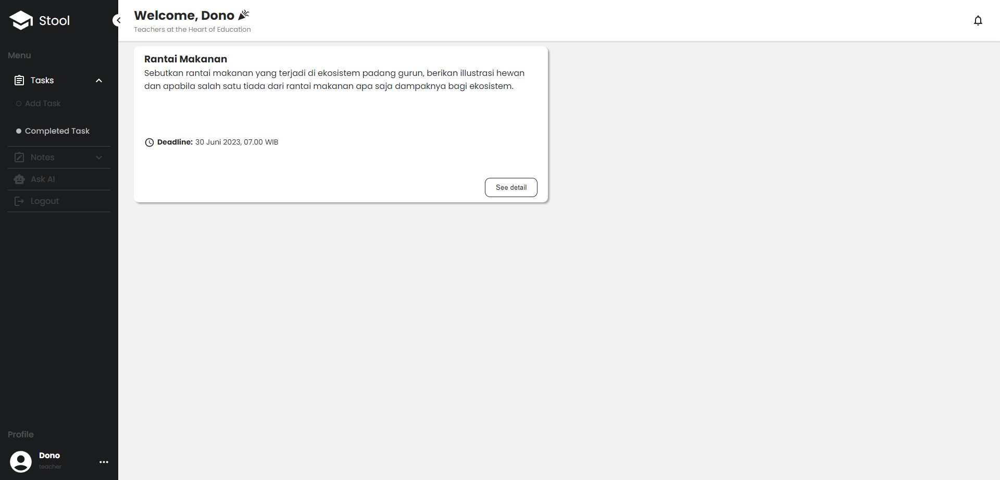 Stool
Menu
Tasks
Add Task
Completed Task
Notes
Ask AI
Logout
Profile
Dono
teacher
Welcome, Dono
Teachers at the Heart of Education
Rantai Makanan
Sebutkan rantai makanan yang terjadi di ekosistem padang gurun, berikan illustrasi hewan
dan apabila salah satu tiada dari rantai makanan apa saja dampaknya bagi ekosistem.
Deadline: 30 Juni 2023, 07.00 WIB
See detail